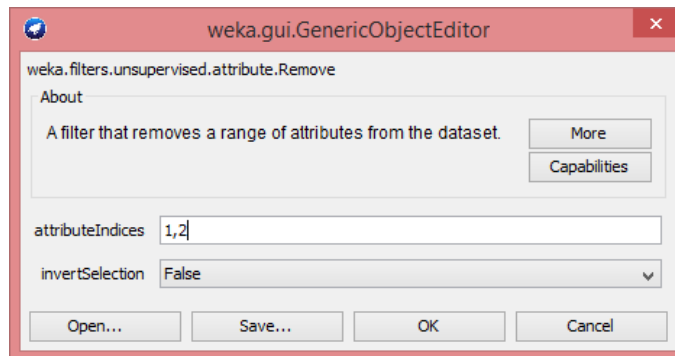 weka.gui.GenericObjectEditor
weka.filters.unsupervised.attribute.Remove
About
A filter that removes a range of attributes from the dataset.
More
Capabilities
attributeIndices 1,2
invertSelection False
Open... Save... OK Cancel